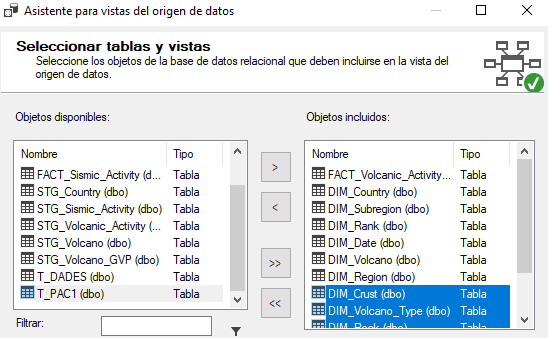 Asistente para vistas del origen de datos
Seleccionar tablas y vistas
Seleccione los objetos de la base de datos relacional que deben incluirse en la vista del
origen de datos.
Objetos disponibles:
Nombre Tipo
FACT_Sismic_Activity (d... Tabla
STG_Country (dbo) Tabla
STG_Sismic_Activity (dbo) Tabla
STG_Volcanic_Activity (... Tabla
STG_Volcano (dbo) Tabla
STG_Volcano_GVP (dbo) Tabla
T_DADES (dbo) Tabla
T_PAC1 (dbo) Tabla
Filtrar:
>
<
>>
<<
Objetos incluidos:
Nombre Tipo
FACT_Volcanic_Activity... Tabla
DIM_Country (dbo) Tabla
DIM_Subregion (dbo) Tabla
DIM_Rank (dbo) Tabla
DIM_Date (dbo) Tabla
DIM_Volcano (dbo) Tabla
DIM_Region (dbo) Tabla
DIM_Crust (dbo) Tabla
DIM_Volcano_Type (dbo) Tabla
DIM_Rock (dbo) Tabla